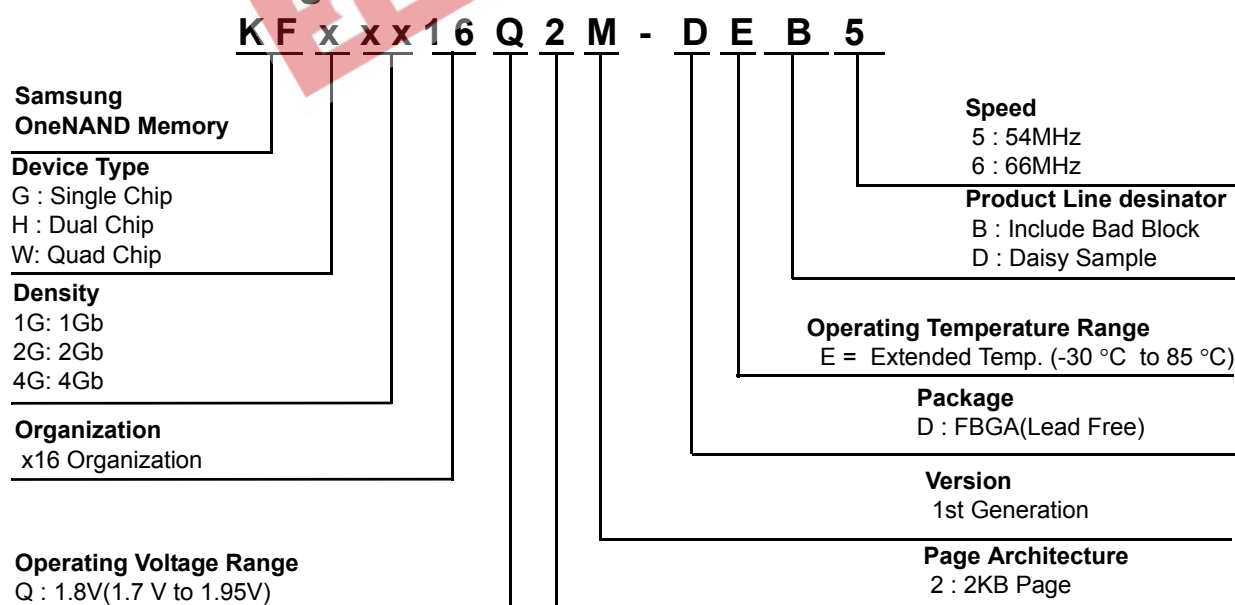 K F x x x 1 6 Q 2 M - D E B 5
Samsung
OneNAND Memory
Device Type
G : Single Chip
H : Dual Chip
W: Quad Chip
Density
1G: 1Gb
2G: 2Gb
4G: 4Gb
Organization
x16 Organization
Operating Voltage Range
Q : 1.8V(1.7 V to 1.95V)
Speed
5 : 54MHz
6 : 66MHz
Product Line desinator
B : Include Bad Block
D : Daisy Sample
Operating Temperature Range
E = Extended Temp. (-30 °C to 85 °C)
Package
D : FBGA(Lead Free)
Version
1st Generation
Page Architecture
2 : 2KB Page